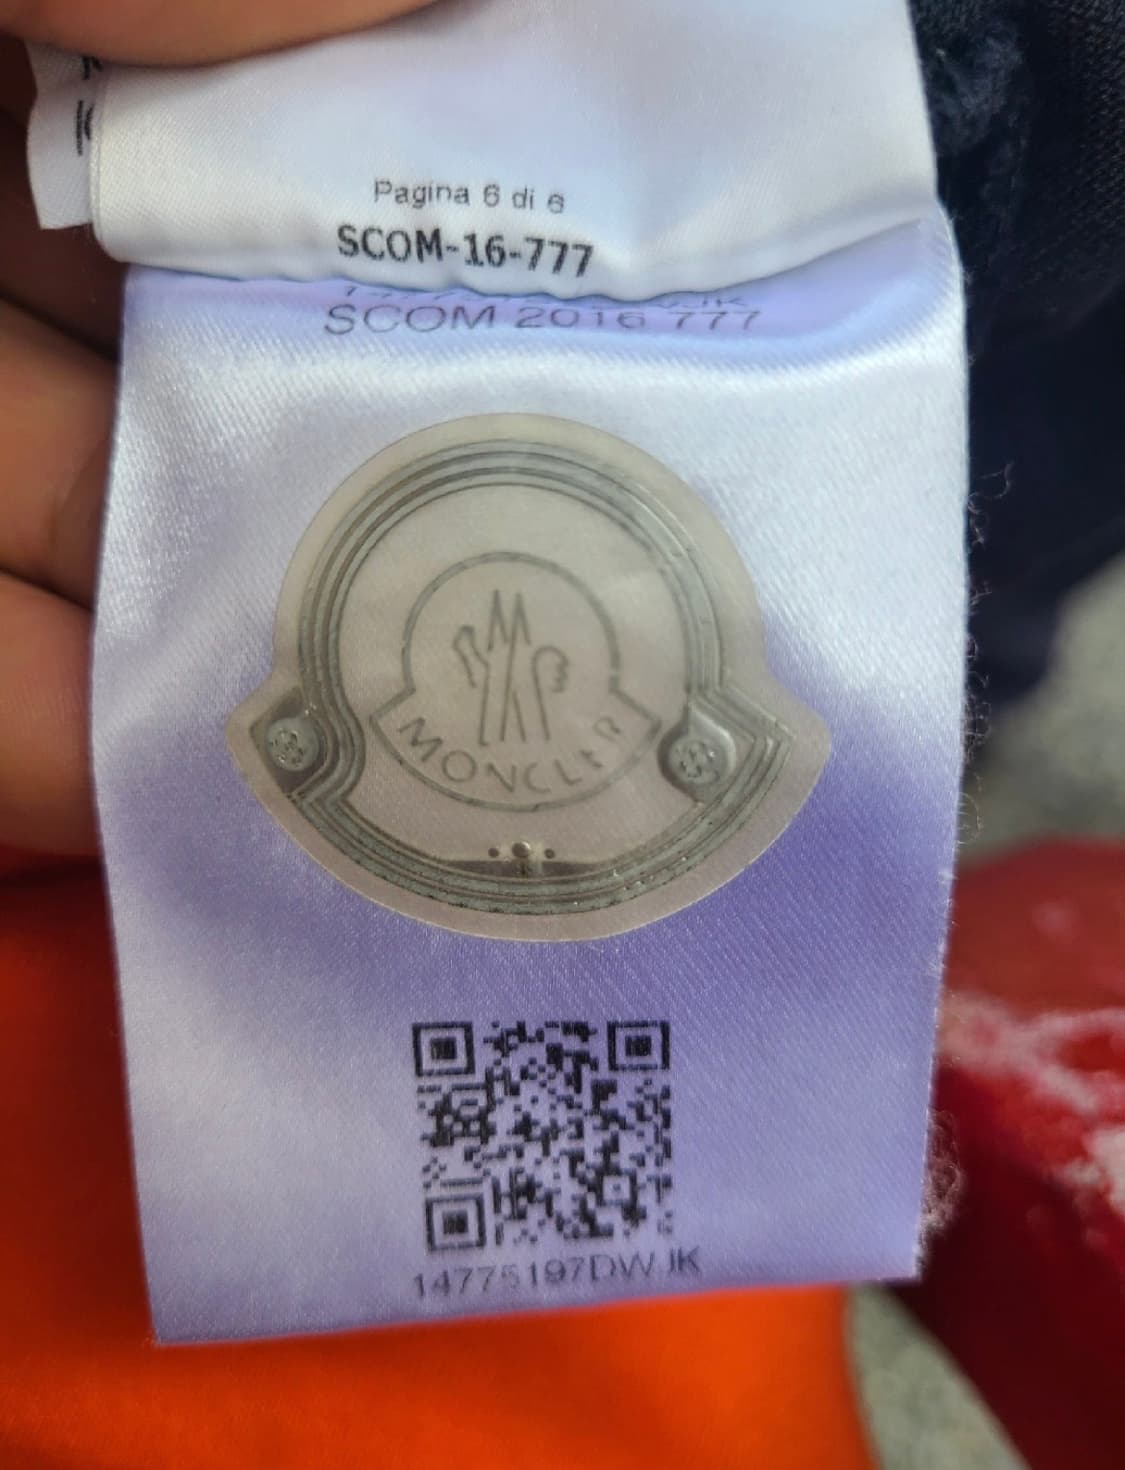 Pagina 6 di 6
SCOM-16-777
SCOM 2016 777
MONCLER
14775197DWJK